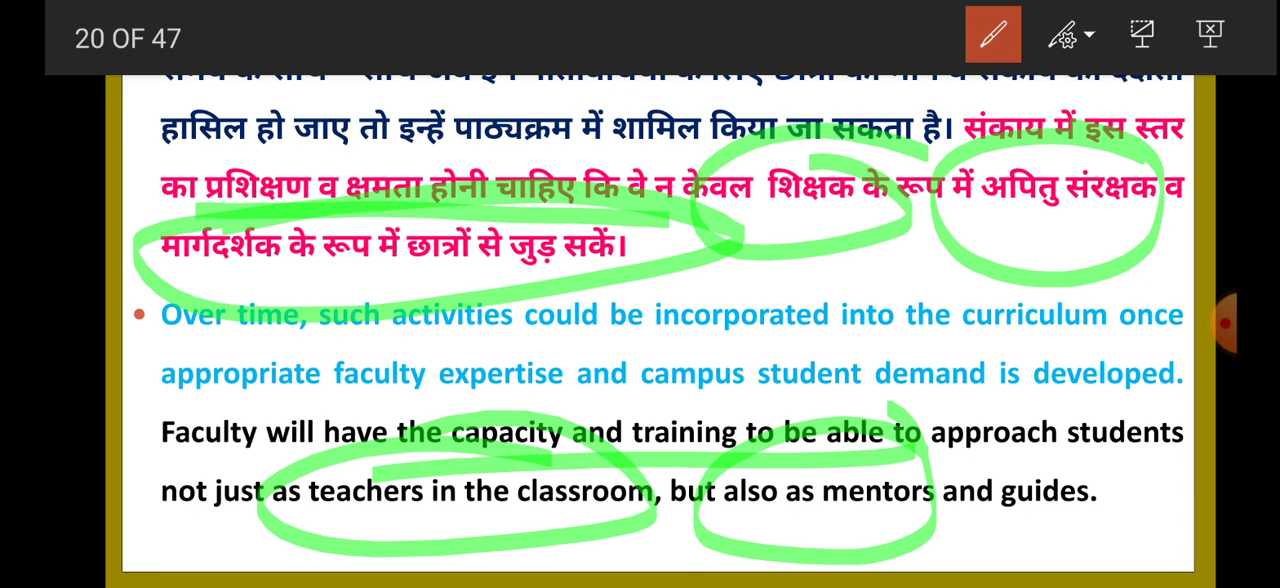 20 OF 47
हासिल हो जाए तो इन्हें पाठ्यक्रम में शामिल किया जा सकता है। संकाय में इस स्तर
का प्रशिक्षण व क्षमता होनी चाहिए कि वे न केवल शिक्षक के रूप में अपितु संरक्षक व
मार्गदर्शक के रूप में छात्रों से जुड़ सकें।
• Over time, such activities could be incorporated into the curriculum once
appropriate faculty expertise and campus student demand is developed.
Faculty will have the capacity and training to be able to approach students
not just as teachers in the classroom, but also as mentors and guides.